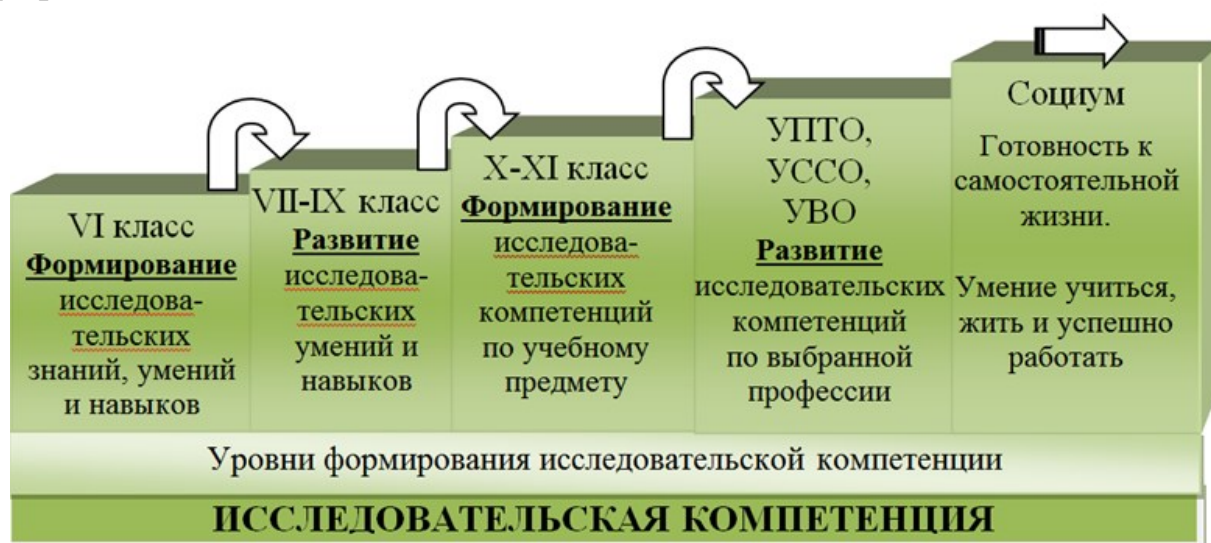 VI класс
Формирование
исследова-
тельских
знаний, умений
и навыков
VII-IX класс
Развитие
исследова-
тельских
умений и
навыков
X-XI класс
Формирование
исследова-
тельских
компетенций
по учебному
предмету
УПТО,
УССО,
УВО
Развитие
исследовательских
компетенций
по выбранной
профессии
Социум
Готовность к
самостоятельной
жизни.
Умение учиться,
жить и успешно
работать
Уровни формирования исследовательской компетенции
ИССЛЕДОВАТЕЛЬСКАЯ КОМПЕТЕНЦИЯ